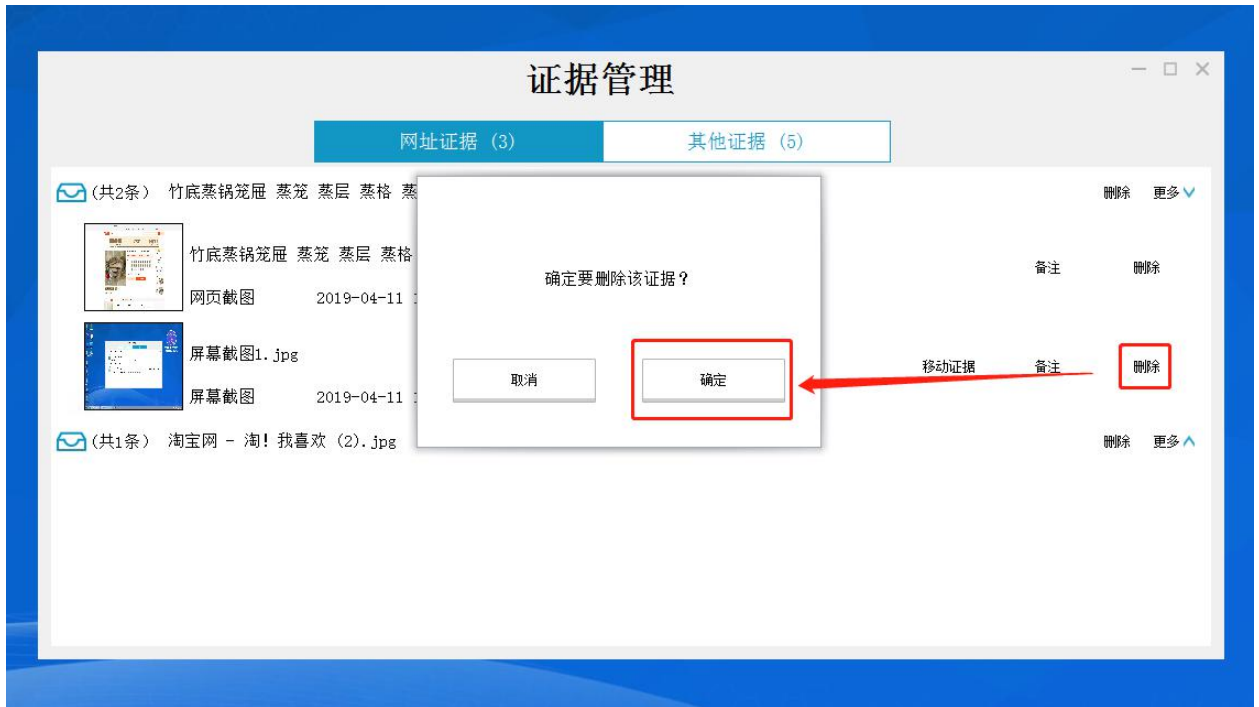 证据管理
网址证据 (3)
其他证据 (5)
(共2条) 竹底蒸锅笼屉 蒸笼 蒸层 蒸格 蒸
删除 更多
竹底蒸锅笼屉 蒸笼 蒸层 蒸格
备注 删除
网页截图 2019-04-11
确定要删除该证据？
屏幕截图1.jpg
移动证据 备注 删除
取消 确定
屏幕截图 2019-04-11
(共1条) 淘宝网 - 淘！我喜欢 (2).jpg
删除 更多